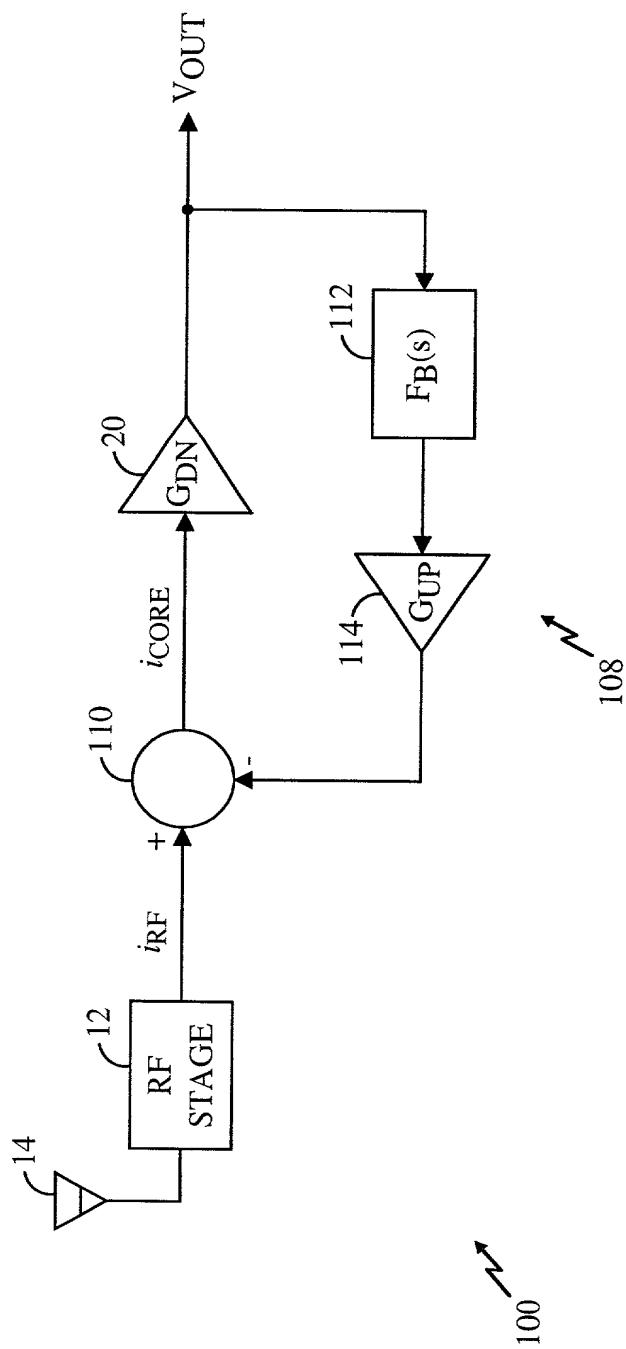 14
12
RF
STAGE
iRF
+
-
110
iCORE
20
GDN
VOUT
112
FB(s)
114
GUP
108
100